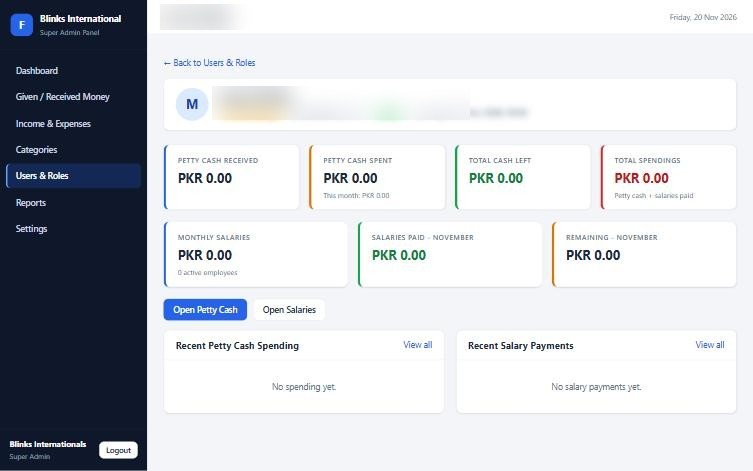 F
Blinks International
Super Admin Panel
Friday, 20 Nov 2026
Dashboard
Given / Received Money
Income & Expenses
Categories
Users & Roles
Reports
Settings
← Back to Users & Roles
M
PETTY CASH RECEIVED
PKR 0.00
PETTY CASH SPENT
PKR 0.00
This month: PKR 0.00
TOTAL CASH LEFT
PKR 0.00
TOTAL SPENDINGS
PKR 0.00
Petty cash + salaries paid
MONTHLY SALARIES
PKR 0.00
0 active employees
SALARIES PAID - NOVEMBER
PKR 0.00
REMAINING - NOVEMBER
PKR 0.00
Open Petty Cash
Open Salaries
Recent Petty Cash Spending
View all
No spending yet.
Recent Salary Payments
View all
No salary payments yet.
Blinks Internationals
Super Admin
Logout